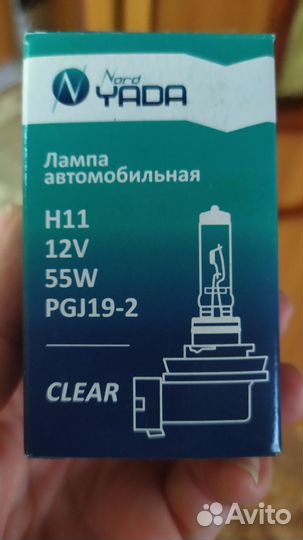 Nord
YADA
Лампа
автомобильная
H11
12V
55W
PGJ19-2
CLEAR
Avito